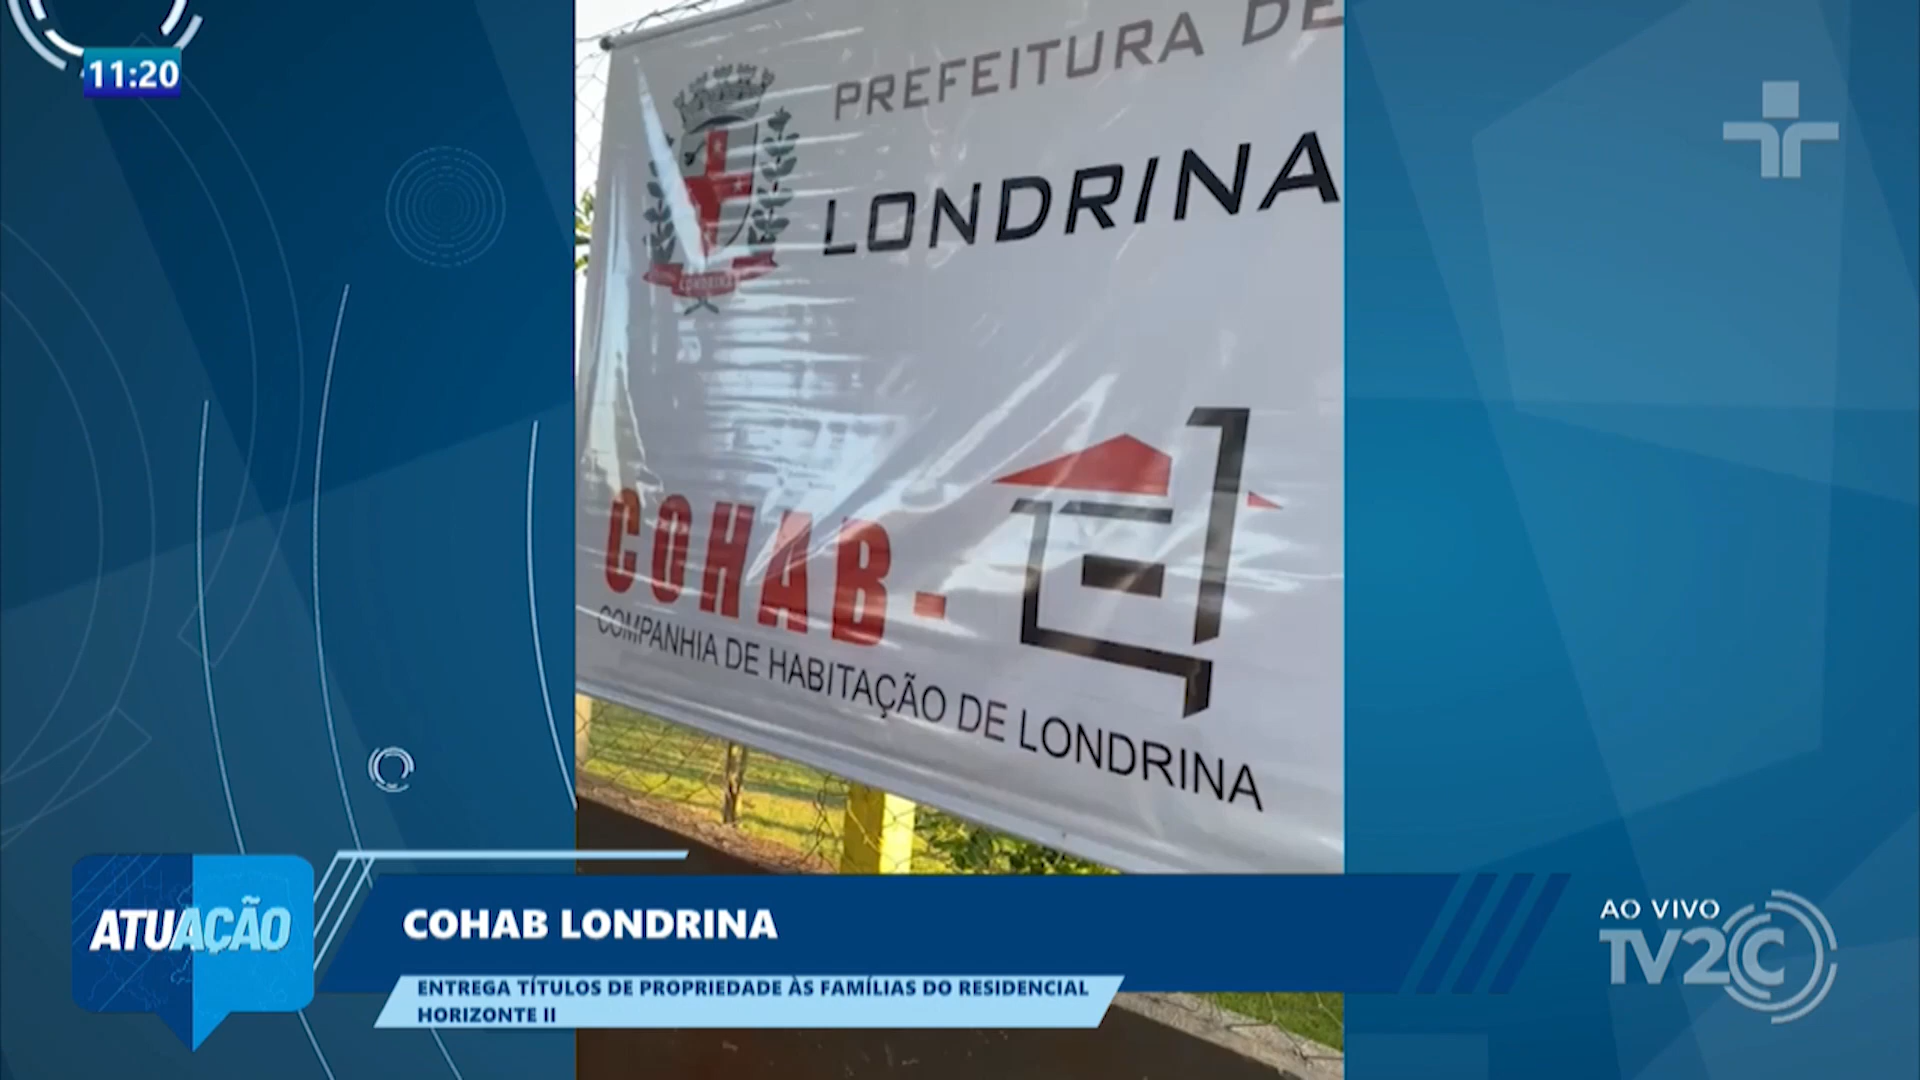 11:20
PREFEITURA DE
LONDRINA
LONDRINA
COHAB -
COMPANHIA DE HABITAÇÃO DE LONDRINA
ATUAÇÃO
COHAB LONDRINA
ENTREGA TÍTULOS DE PROPRIEDADE ÀS FAMÍLIAS DO RESIDENCIAL
HORIZONTE II
AO VIVO
TV2C